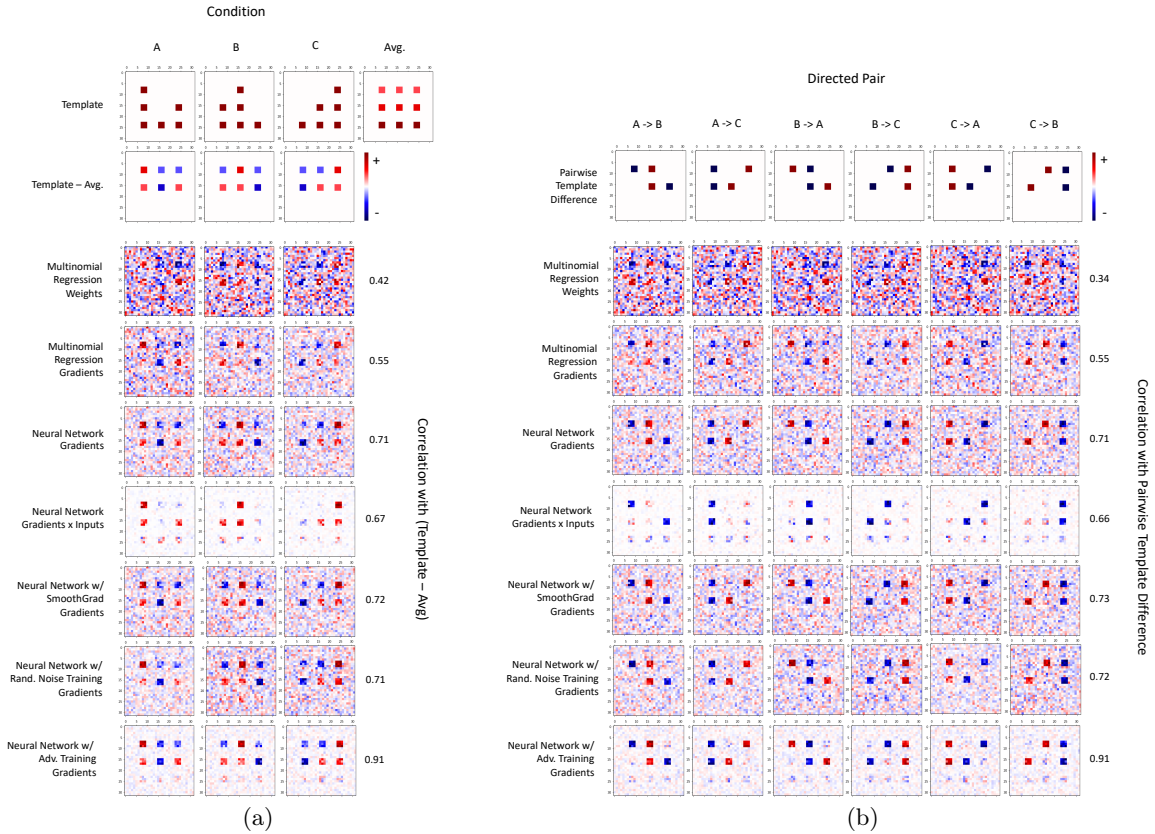 Condition
A B C Avg.
Template
Template – Avg.
+
-
Multinomial
Regression
Weights
0.42
Multinomial
Regression
Gradients
0.55
Neural Network
Gradients
0.71
Neural Network
Gradients x Inputs
0.67
Neural Network w/
SmoothGrad
Gradients
0.72
Neural Network w/
Rand. Noise Training
Gradients
0.71
Neural Network w/
Adv. Training
Gradients
0.91
Correlation with (Template – Avg)
(a)
Directed Pair
A -> B A -> C B -> A B -> C C -> A C -> B
Pairwise
Template
Difference
+
-
Multinomial
Regression
Weights
0.34
Multinomial
Regression
Gradients
0.55
Neural Network
Gradients
0.71
Neural Network
Gradients x Inputs
0.66
Neural Network w/
SmoothGrad
Gradients
0.73
Neural Network w/
Rand. Noise Training
Gradients
0.72
Neural Network w/
Adv. Training
Gradients
0.91
Correlation with Pairwise Template Difference
(b)